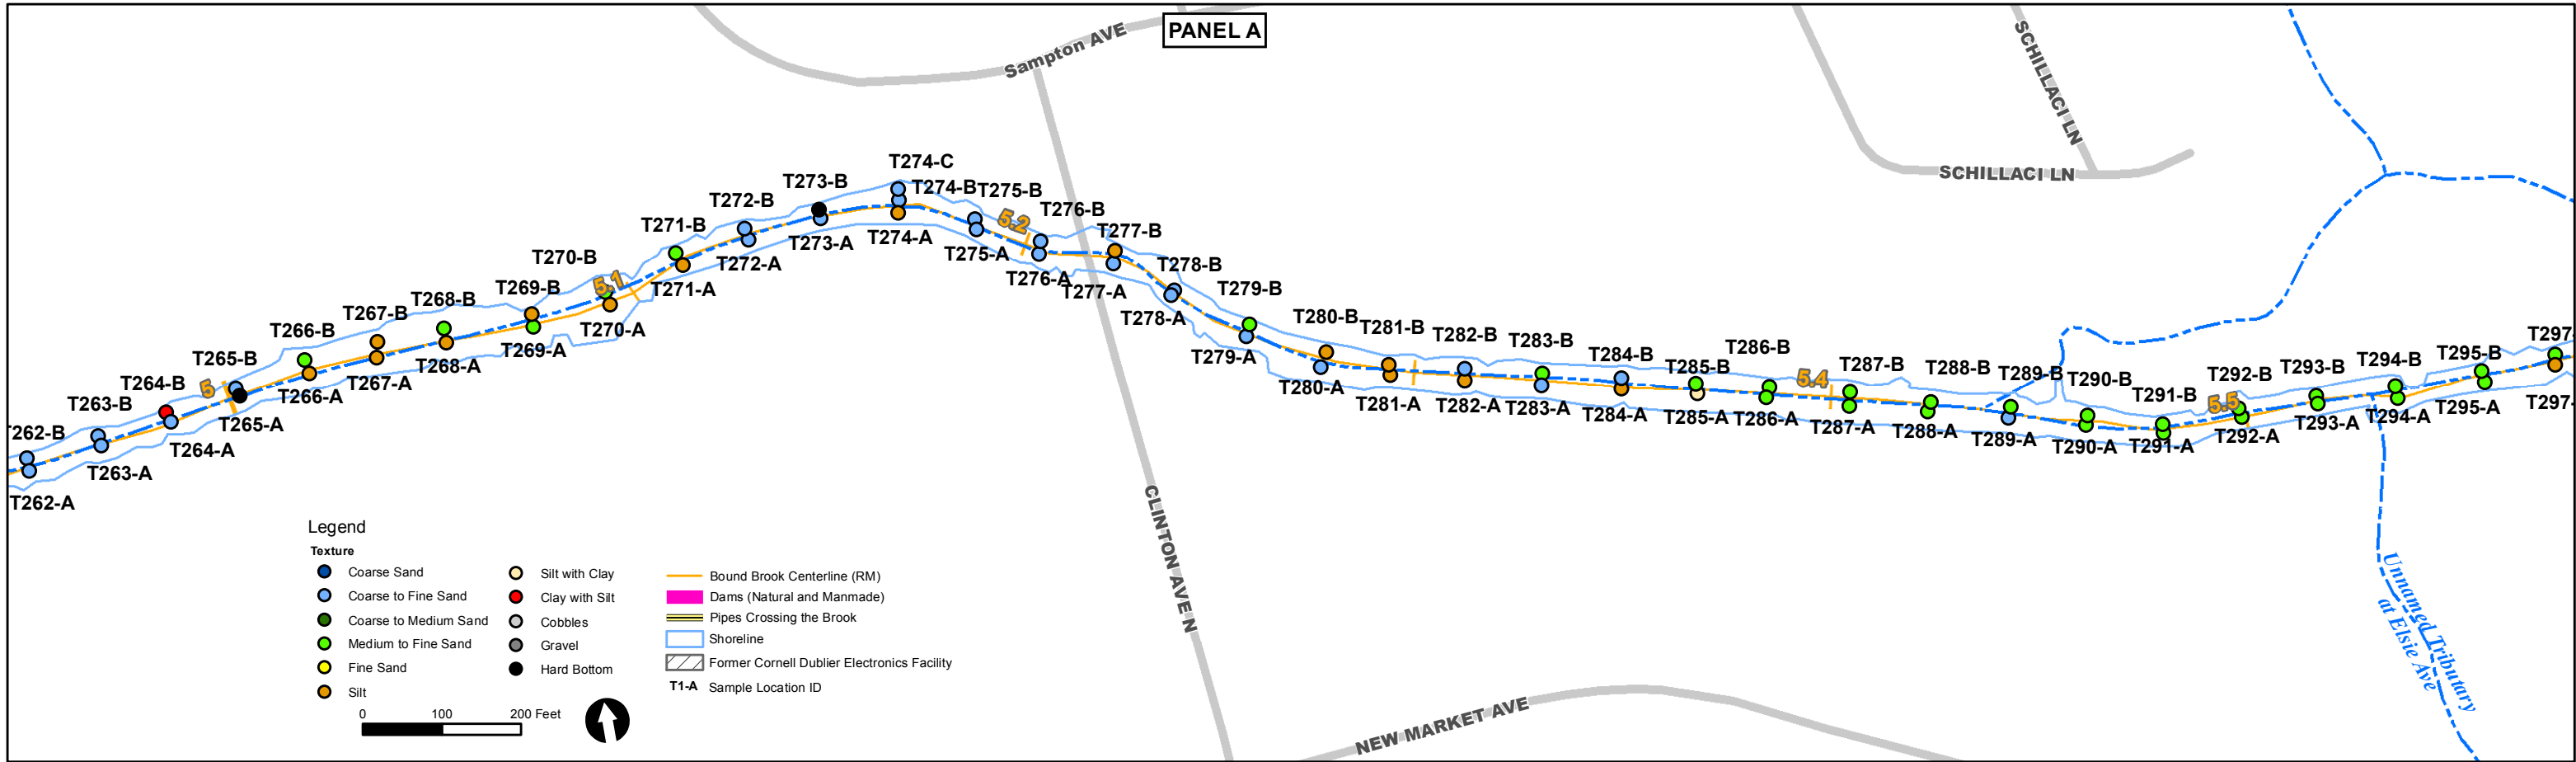 PANEL A
Sampton AVE
SCHILLACI LN
SCHILLACI LN
T274-C
T273-B
T274-B
T275-B
T272-B
T276-B
T271-B
5.2
T277-B
T273-A
T274-A
T275-A
T270-B
T272-A
T276-A
T278-B
T269-B
5.1
T271-A
T277-A
T279-B
T268-B
T278-A
T267-B
T270-A
T280-B
T266-B
T269-A
T279-A
T281-B
T282-B
T283-B
T265-B
T268-A
T284-B
T286-B
T264-B
5
T267-A
T280-A
T285-B
5.4
T287-B
T288-B
T289-B
T290-B
T292-B
T293-B
T294-B
T295-B
T297-
T263-B
T266-A
T281-A
T282-A
T283-A
T284-A
T285-A
T286-A
T287-A
T288-A
T289-A
T290-A
T291-B
T291-A
5.5
T292-A
T293-A
T294-A
T295-A
T297-
T265-A
T262-B
T264-A
T263-A
T262-A
CLINTON AVE N
NEW MARKET AVE
Unnamed Tributary
at Elsie Ave
Legend
Texture
Coarse Sand
Coarse to Fine Sand
Coarse to Medium Sand
Medium to Fine Sand
Fine Sand
Silt
Silt with Clay
Clay with Silt
Cobbles
Gravel
Hard Bottom
Bound Brook Centerline (RM)
Dams (Natural and Manmade)
Pipes Crossing the Brook
Shoreline
Former Cornell Dublier Electronics Facility
T1-A Sample Location ID
0 100 200 Feet